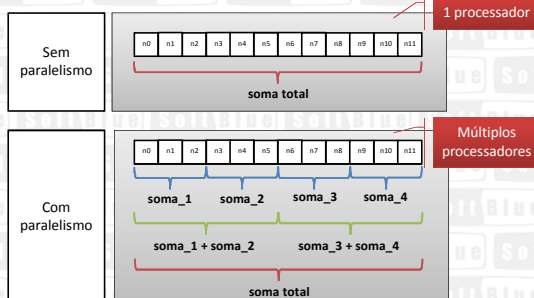 1 processador
Sem
paralelismo
n0 n1 n2 n3 n4 n5 n6 n7 n8 n9 n10 n11
soma total
Múltiplos
processadores
Com
paralelismo
n0 n1 n2 n3 n4 n5 n6 n7 n8 n9 n10 n11
soma_1 soma_2 soma_3 soma_4
soma_1 + soma_2 soma_3 + soma_4
soma total